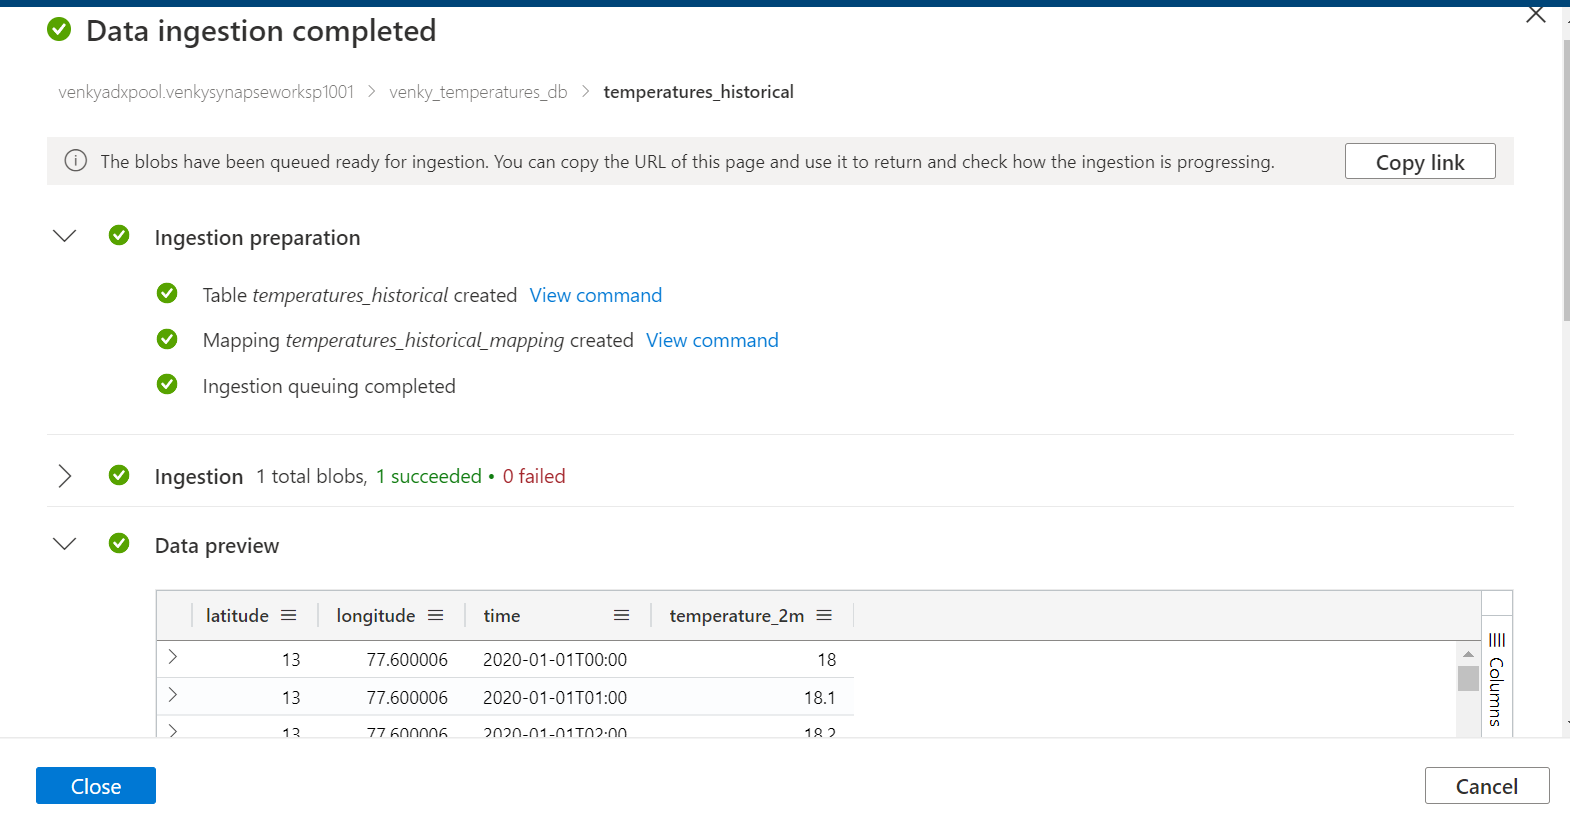 Data ingestion completed
venkyadxpool.venkysynapseworksp1001 > venky_temperatures_db > temperatures_historical
The blobs have been queued ready for ingestion. You can copy the URL of this page and use it to return and check how the ingestion is progressing. Copy link
Ingestion preparation
Table temperatures_historical created View command
Mapping temperatures_historical_mapping created View command
Ingestion queuing completed
Ingestion 1 total blobs, 1 succeeded • 0 failed
Data preview
latitude longitude time temperature_2m
13 77.600006 2020-01-01T00:00 18
13 77.600006 2020-01-01T01:00 18.1
13 77.600006 2020-01-01T02:00 18.2
Columns
Close Cancel